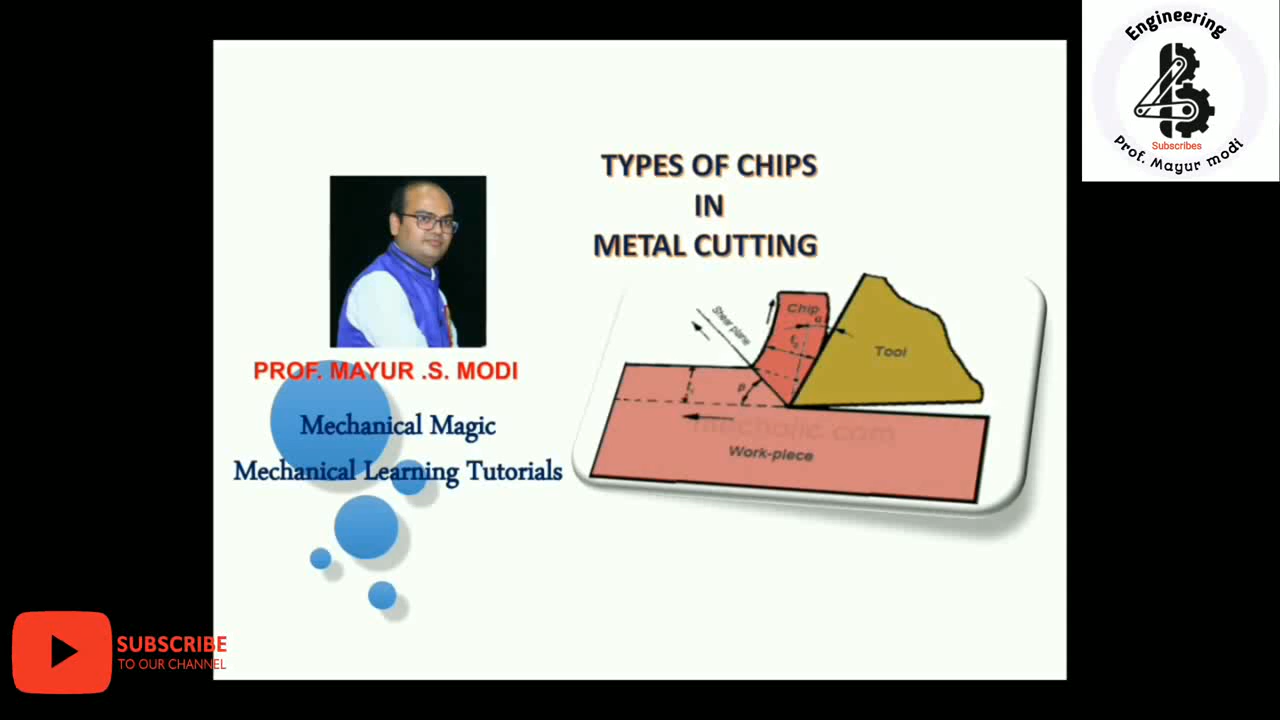 Engineering
Subscribes
Prof. Mayur modi
TYPES OF CHIPS
IN
METAL CUTTING
PROF. MAYUR .S. MODI
Mechanical Magic
Mechanical Learning Tutorials
Shear plane
Chip
Tool
Work-piece
SUBSCRIBE
TO OUR CHANNEL